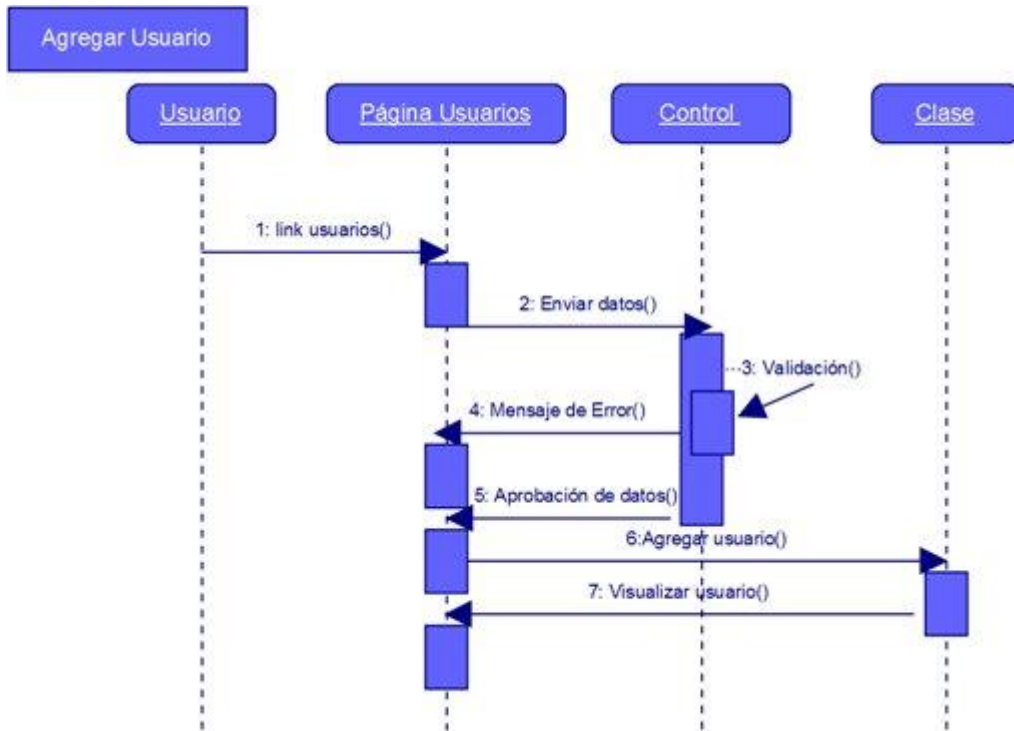 Agregar Usuario
Usuario
Página Usuarios
Control
Clase
1: link usuarios()
2: Enviar datos()
3: Validación()
4: Mensaje de Error()
5: Aprobación de datos()
6:Agregar usuario()
7: Visualizar usuario()